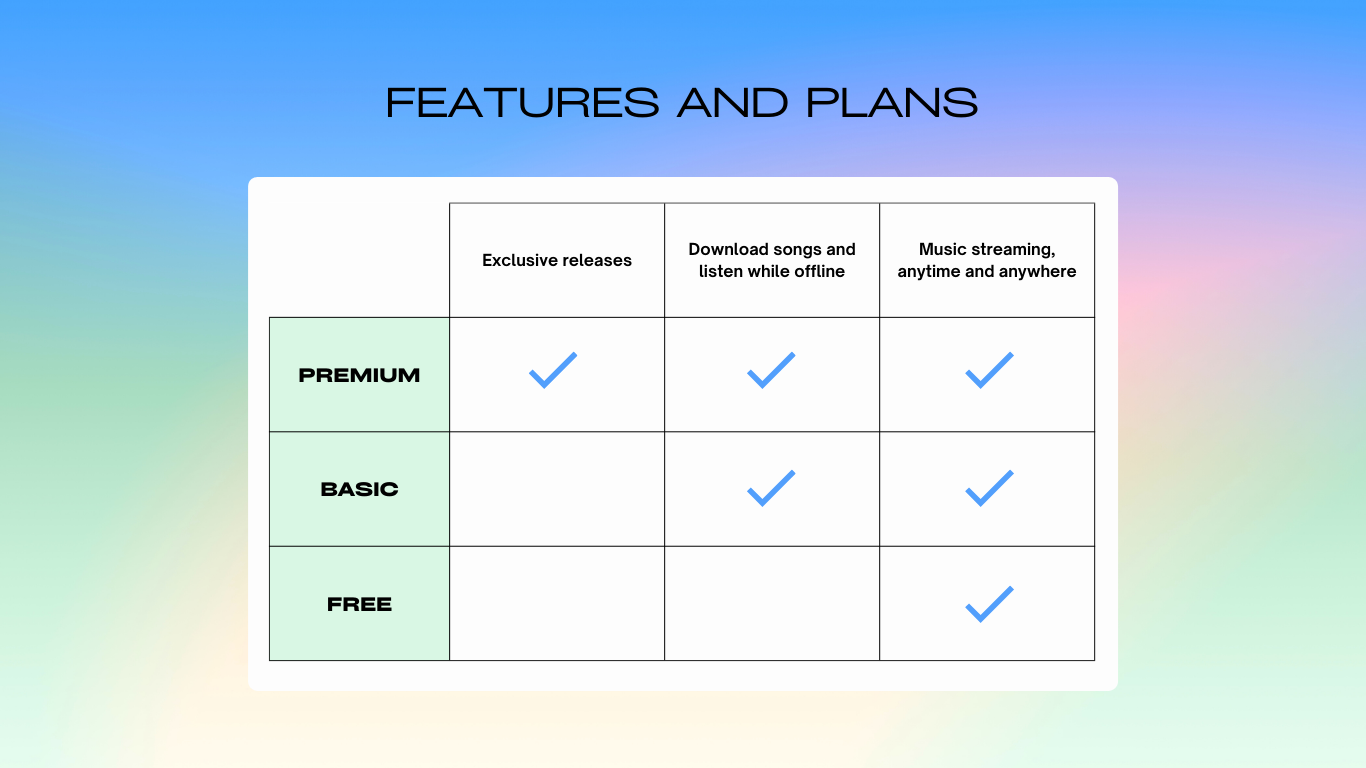 FEATURES AND PLANS
Exclusive releases
Download songs and
listen while offline
Music streaming,
anytime and anywhere
PREMIUM
BASIC
FREE